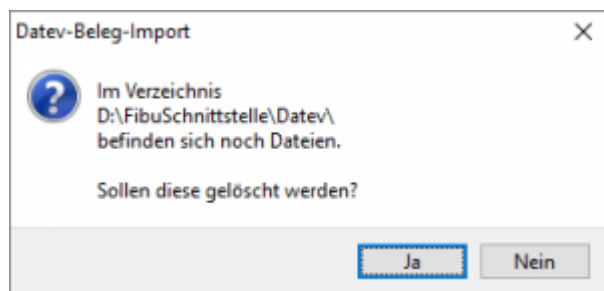 Datev-Beleg-Import
Im Verzeichnis
D:\FibuSchnittstelle\Datev\
befinden sich noch Dateien.
Sollen diese gelöscht werden?
Ja
Nein